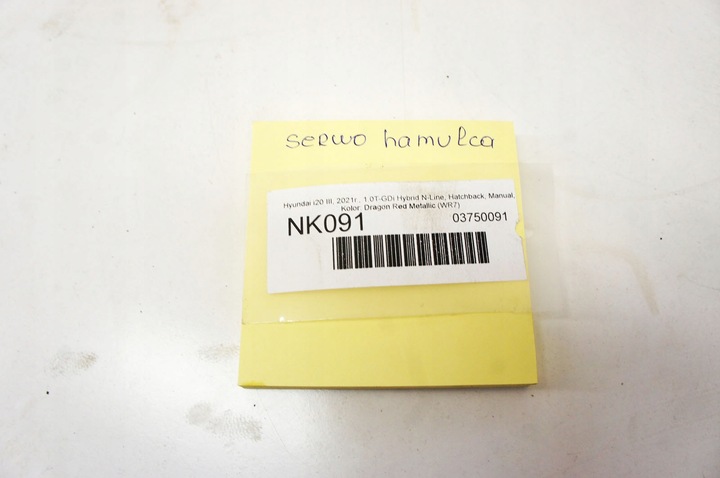 serwo hamulca
Hyundai i20 III, 2021r., 1.0T-GDi Hybrid N-Line, Hatchback, Manual,
Kolor: Dragon Red Metallic (WR7)
NK091
03750091